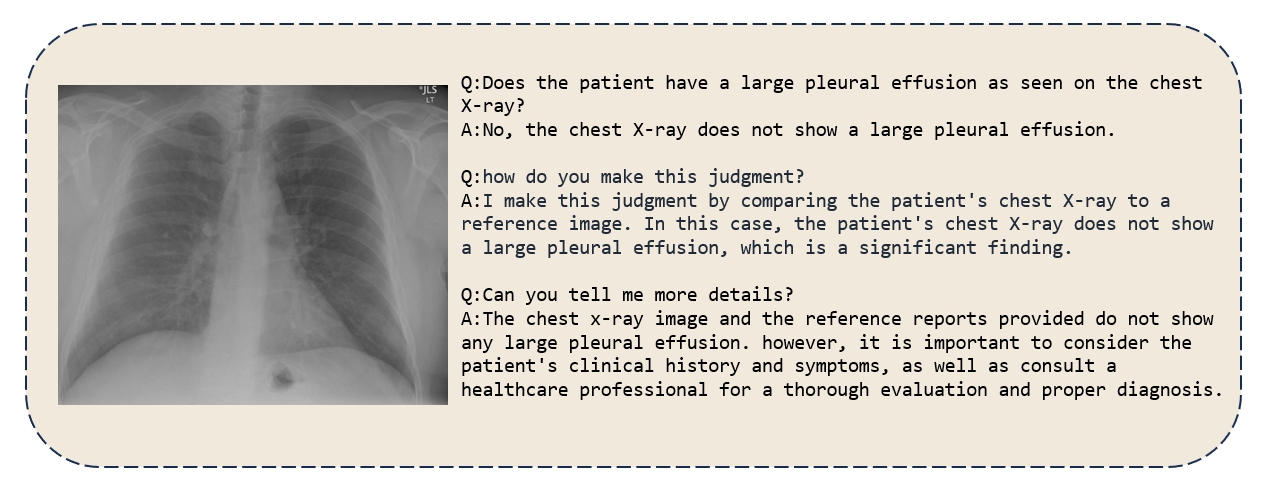 *JLS
LT
Q:Does the patient have a large pleural effusion as seen on the chest
X-ray?
A:No, the chest X-ray does not show a large pleural effusion.
Q:how do you make this judgment?
A:I make this judgment by comparing the patient's chest X-ray to a
reference image. In this case, the patient's chest X-ray does not show
a large pleural effusion, which is a significant finding.
Q:Can you tell me more details?
A:The chest x-ray image and the reference reports provided do not show
any large pleural effusion. however, it is important to consider the
patient's clinical history and symptoms, as well as consult a
healthcare professional for a thorough evaluation and proper diagnosis.